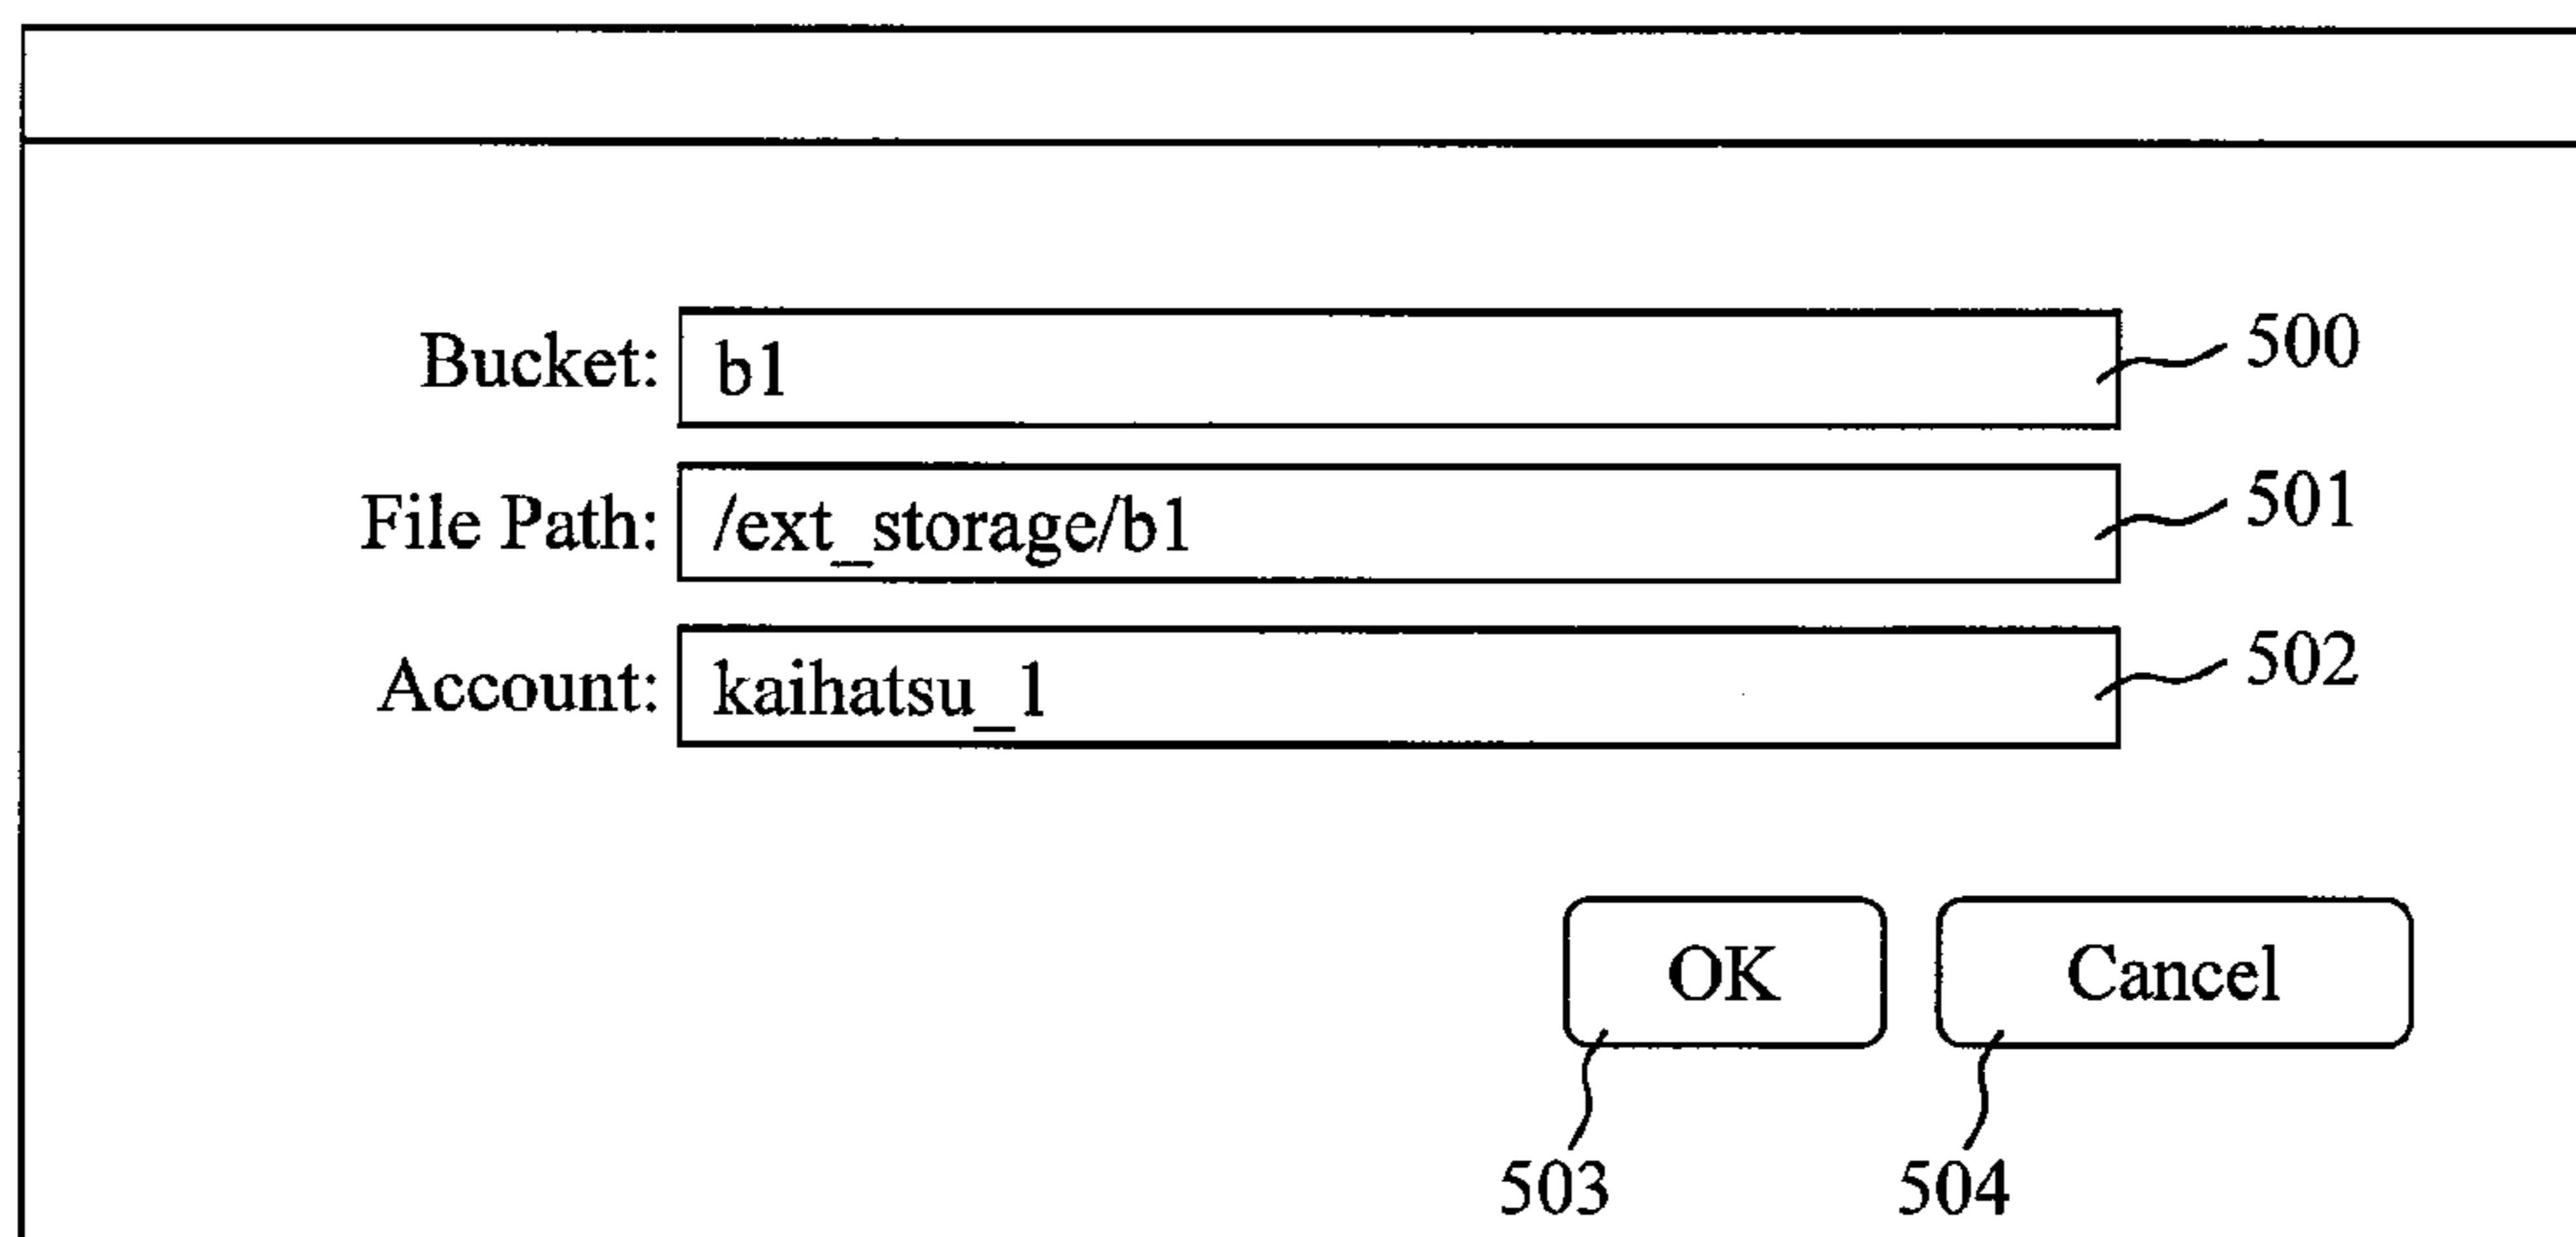 Bucket: b1 500
File Path: /ext_storage/b1 501
Account: kaihatsu_1 502
OK Cancel
503 504